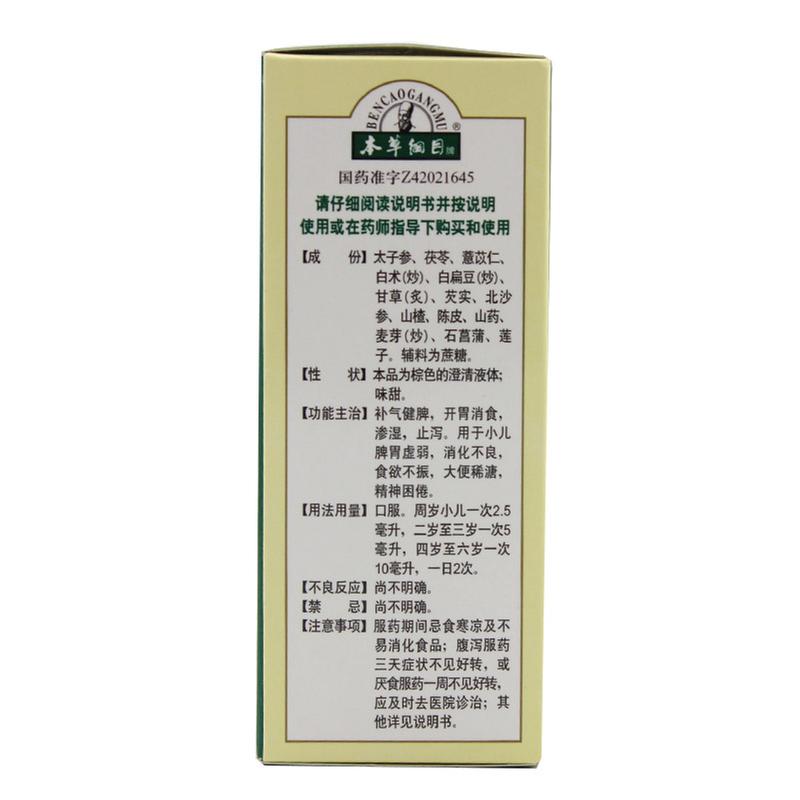 BENCAOGANGMU
®
本草纲目牌
国药准字Z42021645
请仔细阅读说明书并按说明
使用或在药师指导下购买和使用
【成 份】太子参、茯苓、薏苡仁、
白术(炒)、白扁豆(炒)、
甘草(炙)、芡实、北沙
参、山楂、陈皮、山药、
麦芽(炒)、石菖蒲、莲
子。辅料为蔗糖。
【性 状】本品为棕色的澄清液体;
味甜。
【功能主治】补气健脾，开胃消食，
渗湿，止泻。用于小儿
脾胃虚弱，消化不良，
食欲不振，大便稀溏，
精神困倦。
【用法用量】口服。周岁小儿一次2.5
毫升，二岁至三岁一次5
毫升，四岁至六岁一次
10毫升，一日2次。
【不良反应】尚不明确。
【禁 忌】尚不明确。
【注意事项】服药期间忌食寒凉及不
易消化食品；腹泻服药
三天症状不见好转，或
厌食服药一周不见好转，
应及时去医院诊治；其
他详见说明书。